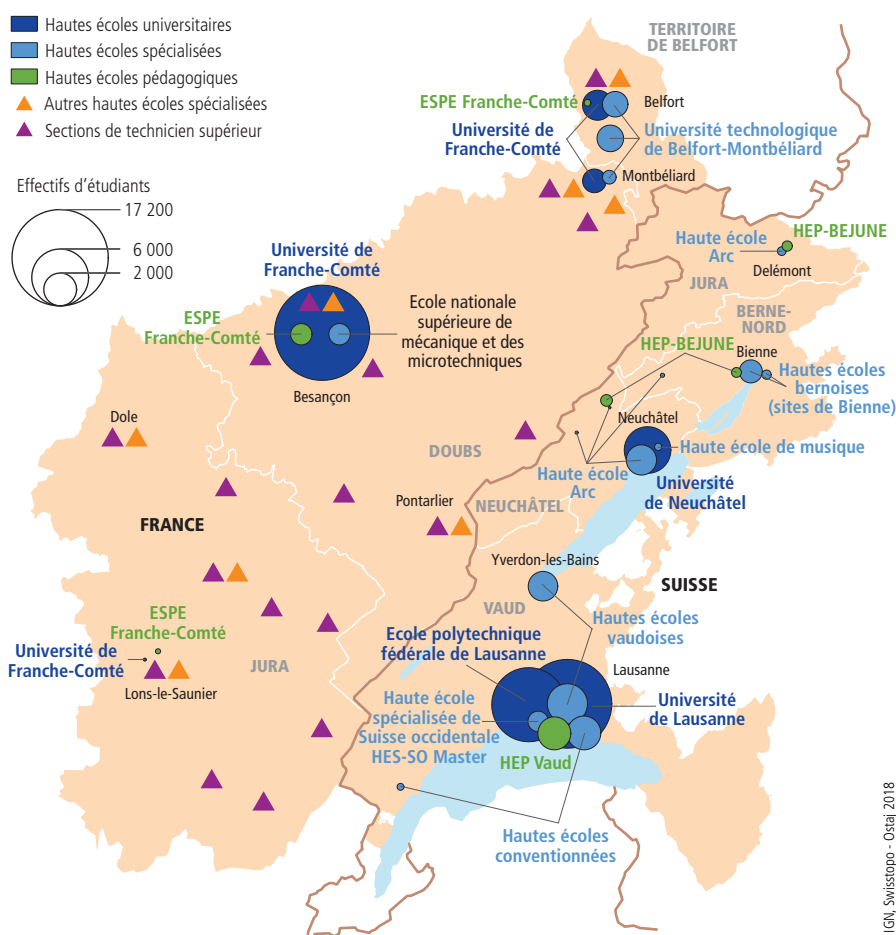 Hautes écoles universitaires
Hautes écoles spécialisées
Hautes écoles pédagogiques
Autres hautes écoles spécialisées
Sections de technicien supérieur
Effectifs d'étudiants
17 200
6 000
2 000
TERRITOIRE
DE BELFORT
ESPE Franche-Comté
Belfort
Université de
Franche-Comté
Université technologique
de Belfort-Montbéliard
Montbéliard
HEP-BEJUNE
Haute école
Arc
Delémont
JURA
Université de
Franche-Comté
ESPE
Franche-Comté
Ecole nationale
supérieure de
mécanique et des
microtechniques
Besançon
BERNE-
NORD
HEP-BEJUNE
Bienne
Hautes écoles
bernoises
(sites de Bienne)
Dole
Neuchâtel
DOUBS
Haute école de musique
Haute école
Arc
Université
de Neuchâtel
Pontarlier
NEUCHÂTEL
FRANCE
Yverdon-les-Bains
SUISSE
VAUD
Hautes écoles
vaudoises
ESPE
Franche-Comté
Université de
Franche-Comté
Lons-le-Saunier
JURA
Ecole polytechnique
fédérale de Lausanne
Lausanne
Haute école
spécialisée de
Suisse occidentale
HES-SO Master
Université
de Lausanne
HEP Vaud
Hautes écoles
conventionnées
IGN, Swisstopo - Ostaj 2018